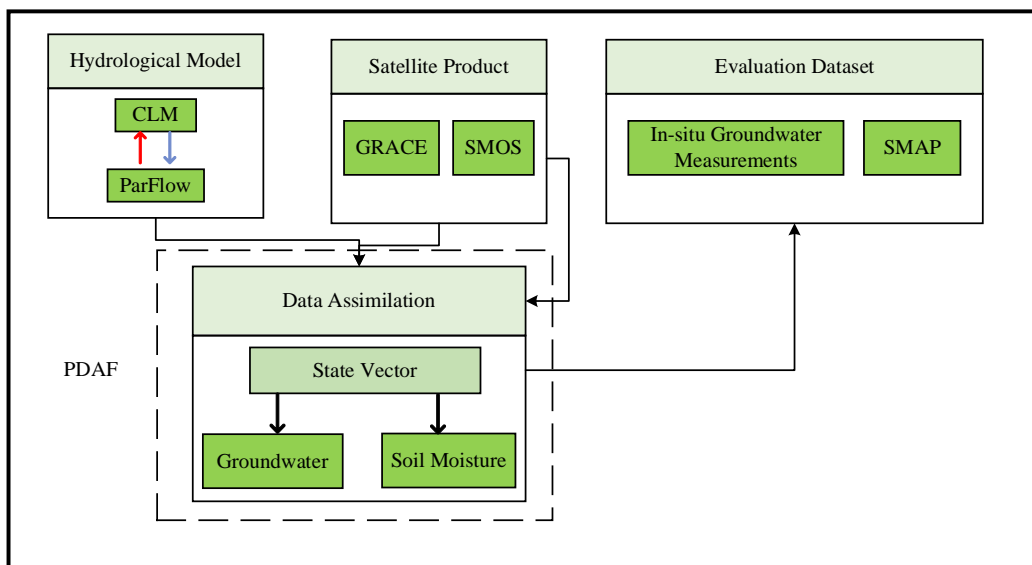 Hydrological Model
CLM
ParFlow
Satellite Product
GRACE
SMOS
Evaluation Dataset
In-situ Groundwater
Measurements
SMAP
PDAF
Data Assimilation
State Vector
Groundwater
Soil Moisture